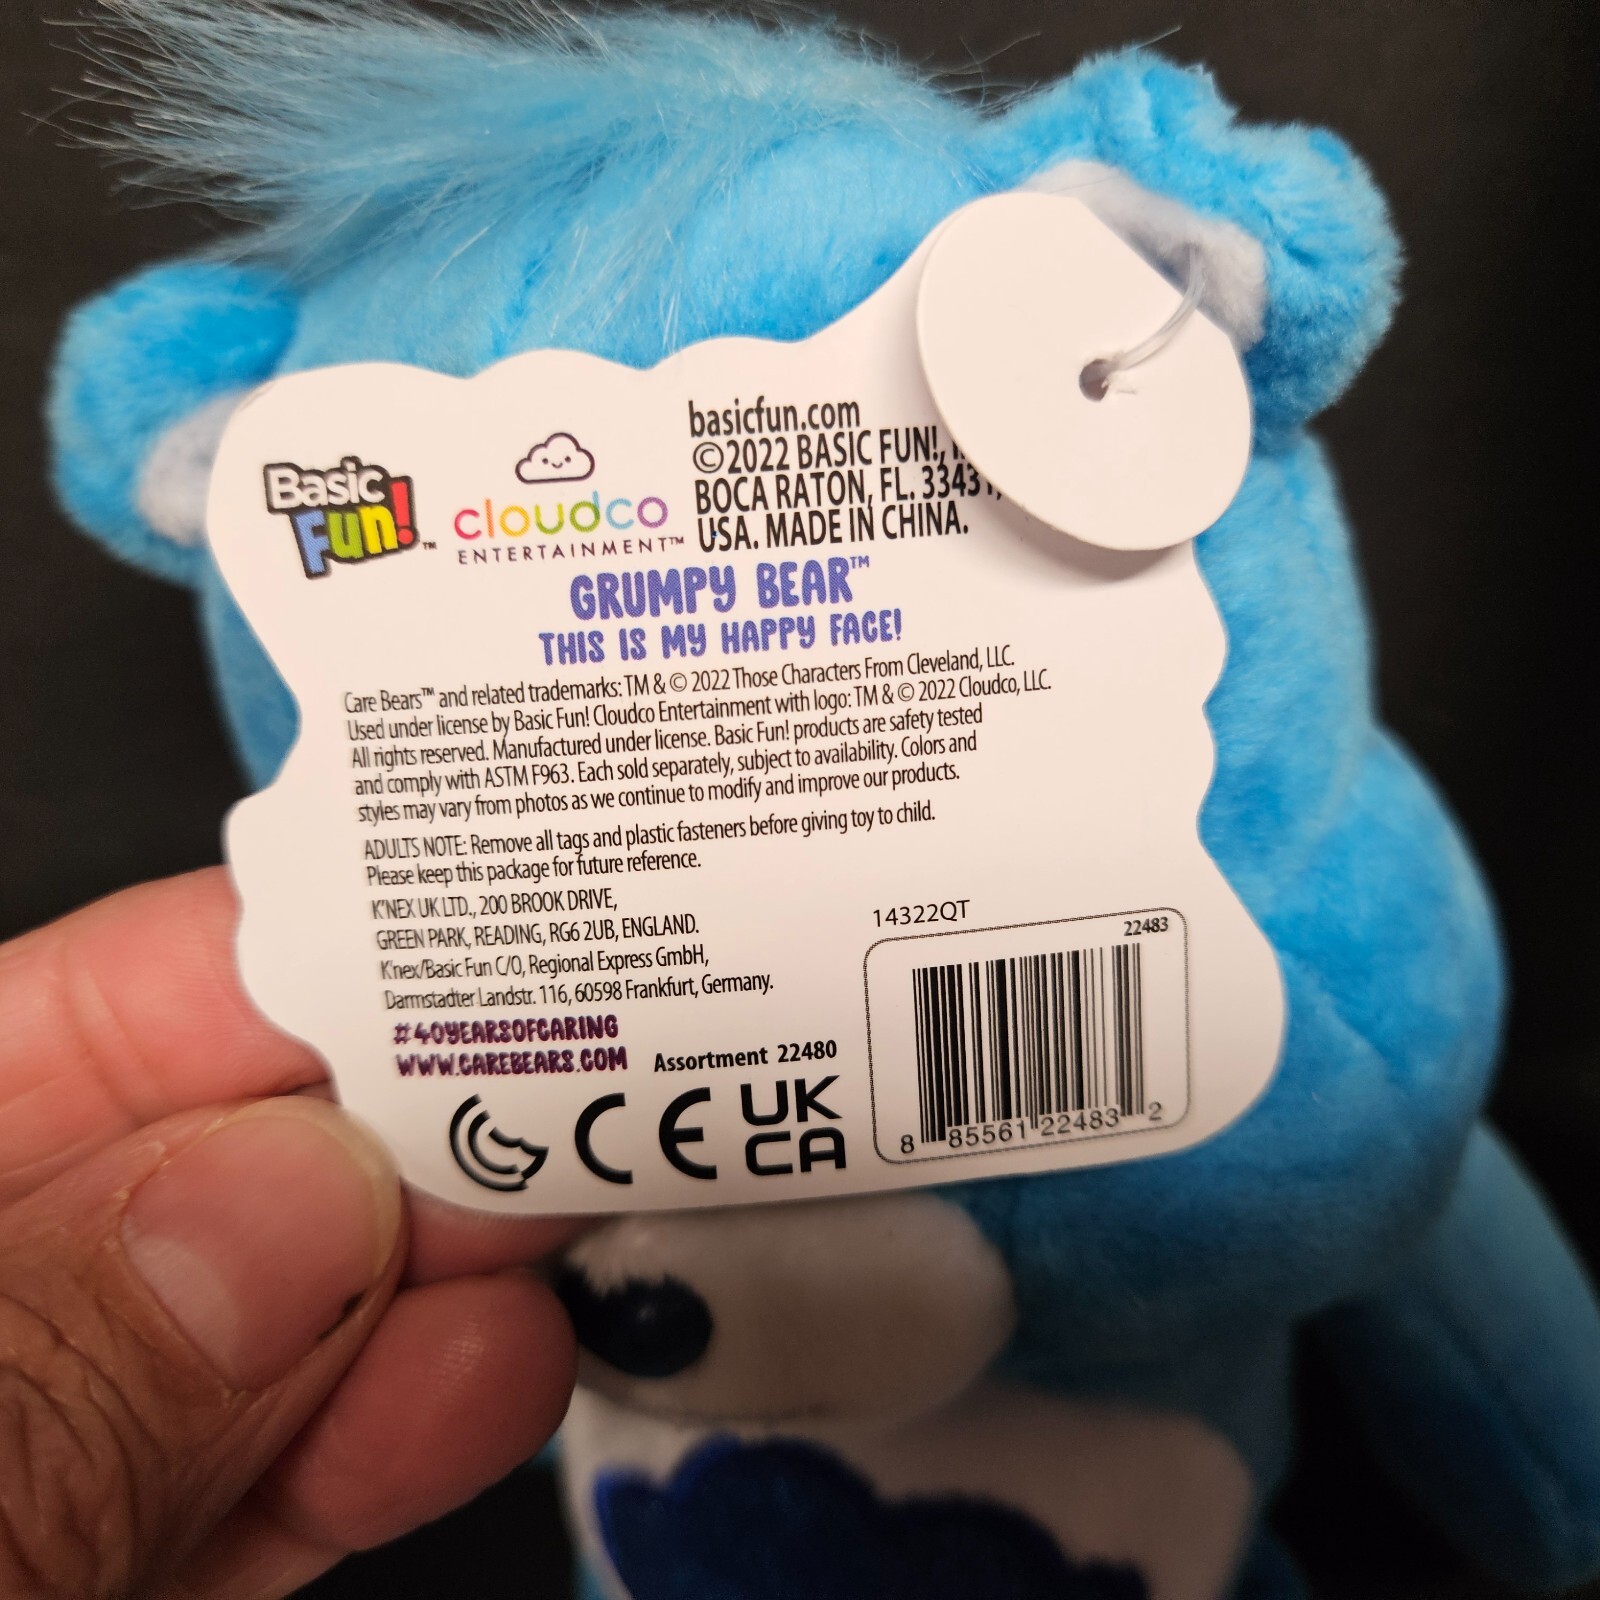 Basic
Fun!™
cloudco
ENTERTAINMENT™
basicfun.com
©2022 BASIC FUN!,
BOCA RATON, FL. 33431,
USA. MADE IN CHINA.
GRUMPY BEAR™
THIS IS MY HAPPY FACE!
Care Bears™ and related trademarks: TM & © 2022 Those Characters From Cleveland, LLC.
Used under license by Basic Fun! Cloudco Entertainment with logo: TM & © 2022 Cloudco, LLC.
All rights reserved. Manufactured under license. Basic Fun! products are safety tested
and comply with ASTM F963. Each sold separately, subject to availability. Colors and
styles may vary from photos as we continue to modify and improve our products.
ADULTS NOTE: Remove all tags and plastic fasteners before giving toy to child.
Please keep this package for future reference.
K'NEX UK LTD., 200 BROOK DRIVE,
GREEN PARK, READING, RG6 2UB, ENGLAND.
K'nex/Basic Fun C/O, Regional Express GmbH,
Darmstadter Landstr. 116, 60598 Frankfurt, Germany.
#40YEARSOFCARING
WWW.CAREBEARS.COM
Assortment 22480
CE
UK
CA
14322QT
22483
8 85561 22483 2